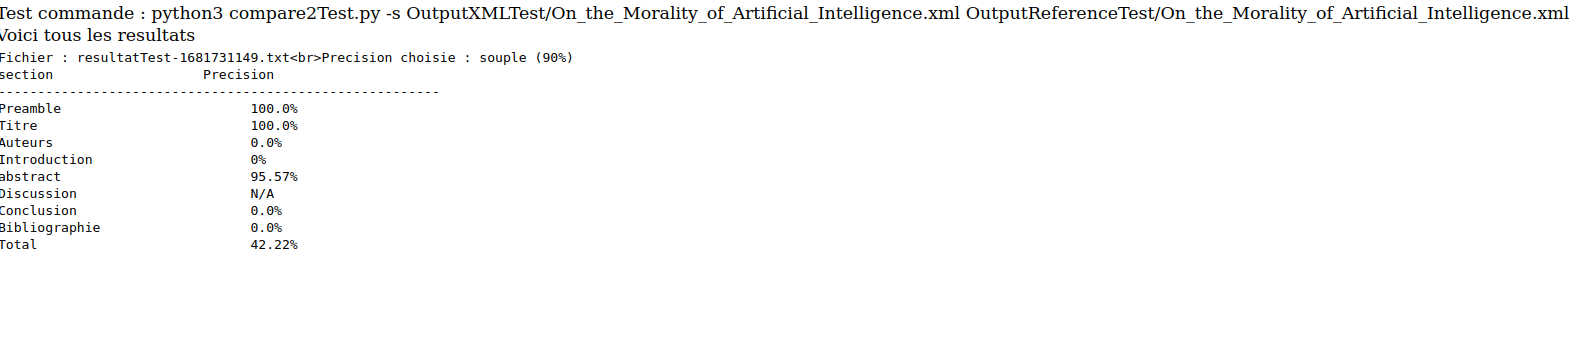 Test commande : python3 compare2Test.py -s OutputXMLTest/On_the_Morality_of_Artificial_Intelligence.xml OutputReferenceTest/On_the_Morality_of_Artificial_Intelligence.xml
Voici tous les resultats
Fichier : resultatTest-1681731149.txt<br>Precision choisie : souple (90%)
section Precision
--------------------------------------------------------
Preamble 100.0%
Titre 100.0%
Auteurs 0.0%
Introduction 0%
abstract 95.57%
Discussion N/A
Conclusion 0.0%
Bibliographie 0.0%
Total 42.22%